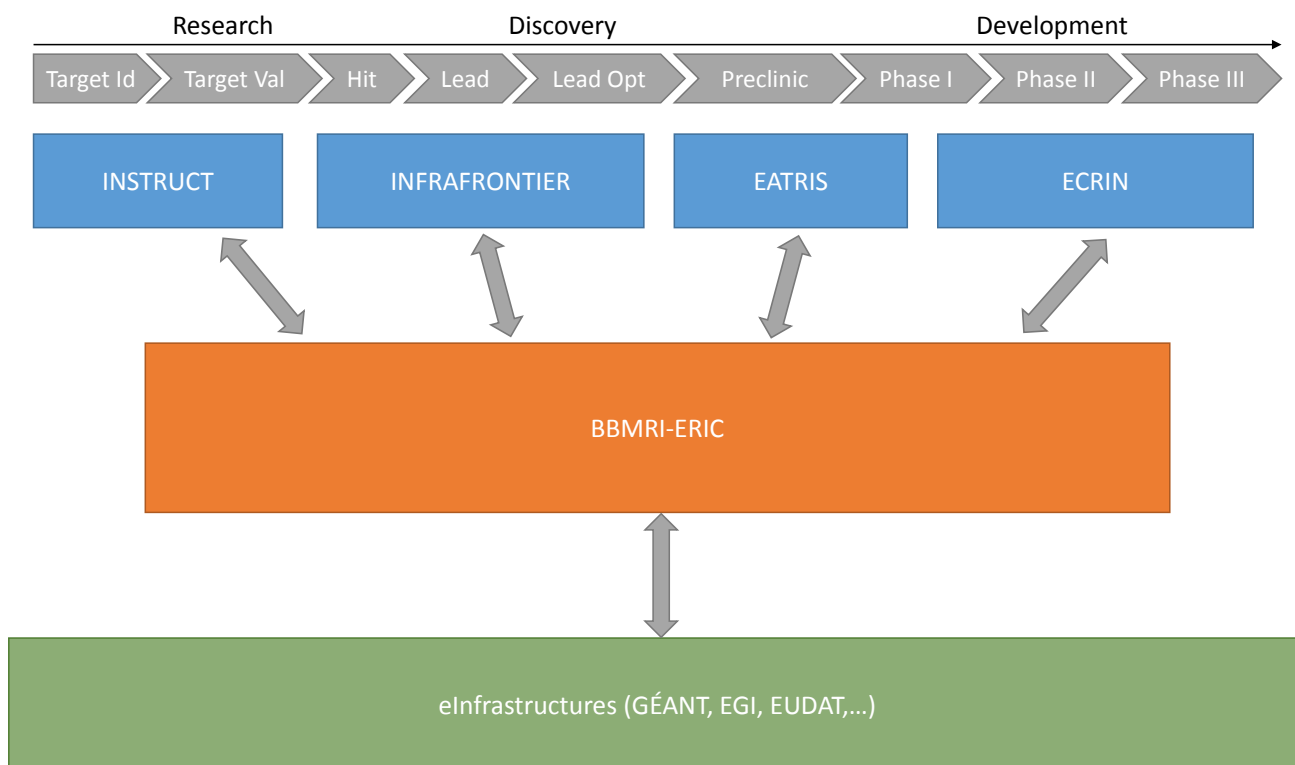 Research Discovery Development
Target Id Target Val Hit Lead Lead Opt Preclinic Phase I Phase II Phase III
INSTRUCT INFRAFRONTIER EATRIS ECRIN
BBMRI-ERIC
eInfrastructures (GÉANT, EGI, EUDAT,...)